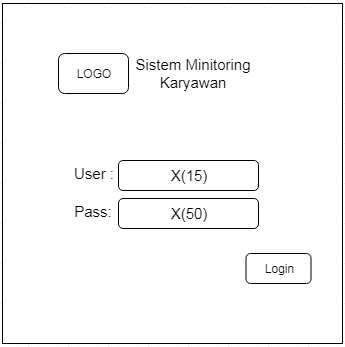 LOGO
Sistem Minitoring
Karyawan
User : X(15)
Pass: X(50)
Login